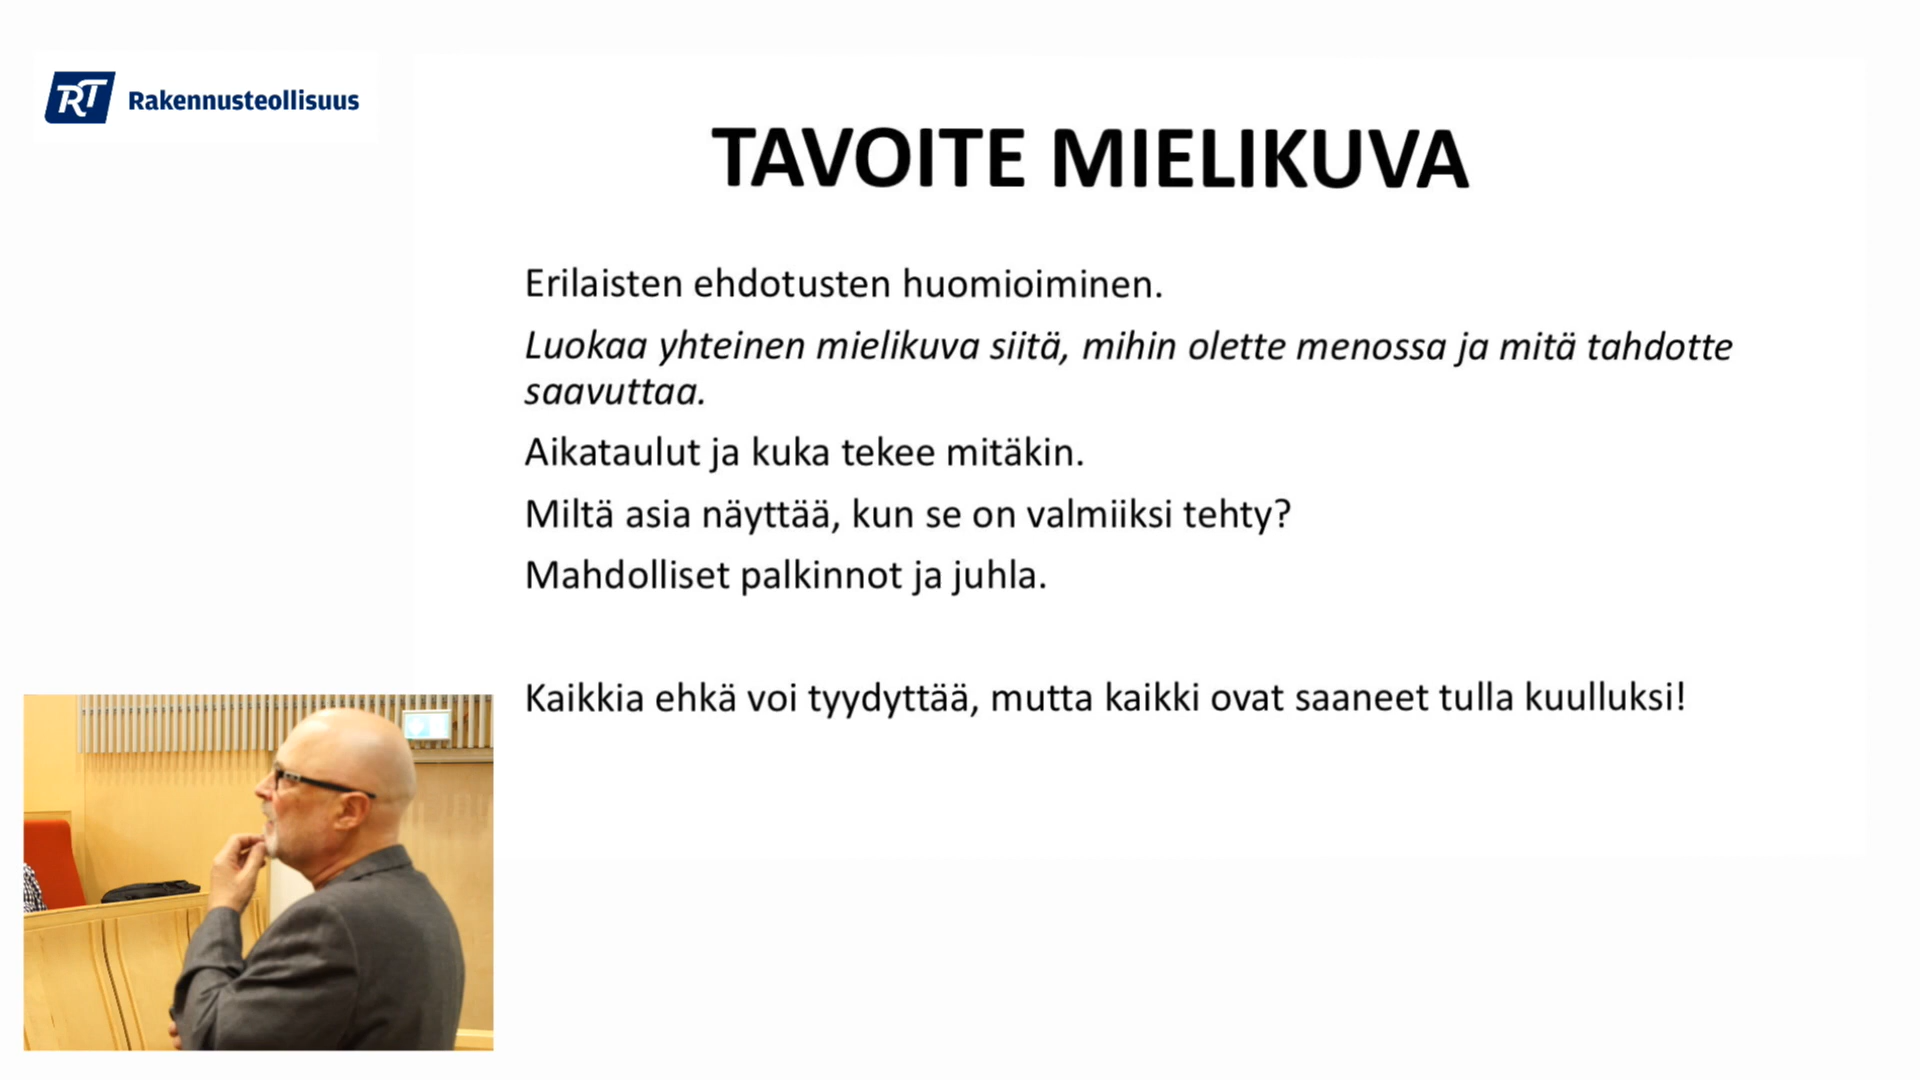 RT Rakennusteollisuus
TAVOITE MIELIKUVA
Erilaisten ehdotusten huomioiminen.
Luokaa yhteinen mielikuva siitä, mihin olette menossa ja mitä tahdotte
saavuttaa.
Aikataulut ja kuka tekee mitäkin.
Miltä asia näyttää, kun se on valmiiksi tehty?
Mahdolliset palkinnot ja juhla.
Kaikkia ehkä voi tyydyttää, mutta kaikki ovat saaneet tulla kuulluksi!